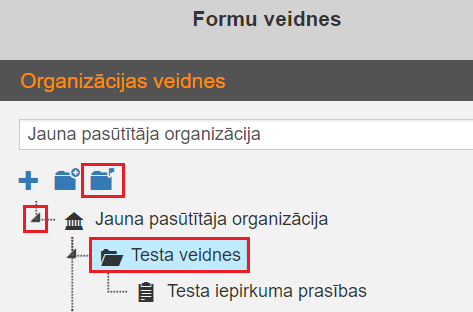 Formu veidnes
Organizācijas veidnes
Jauna pasūtītāja organizācija
Jauna pasūtītāja organizācija
Testa veidnes
Testa iepirkuma prasības